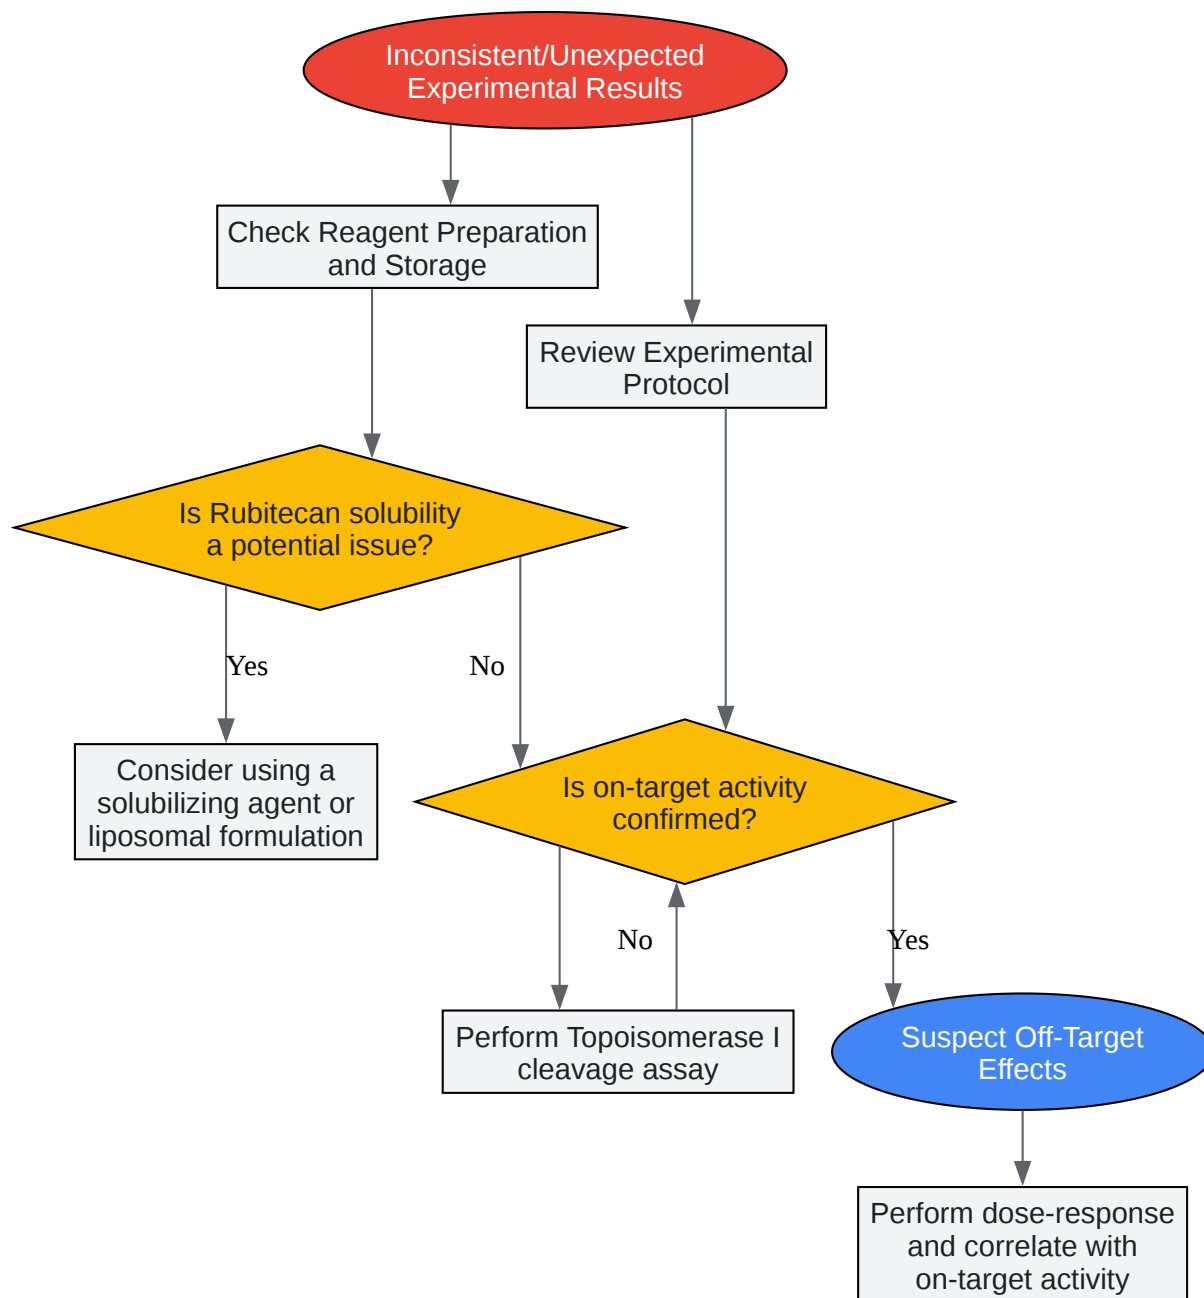 Inconsistent/Unexpected
Experimental Results
Check Reagent Preparation
and Storage
Review Experimental
Protocol
Is Rubitecan solubility
a potential issue?
Yes
No
Consider using a
solubilizing agent or
liposomal formulation
Is on-target activity
confirmed?
No
Yes
Perform Topoisomerase I
cleavage assay
Suspect Off-Target
Effects
Perform dose-response
and correlate with
on-target activity